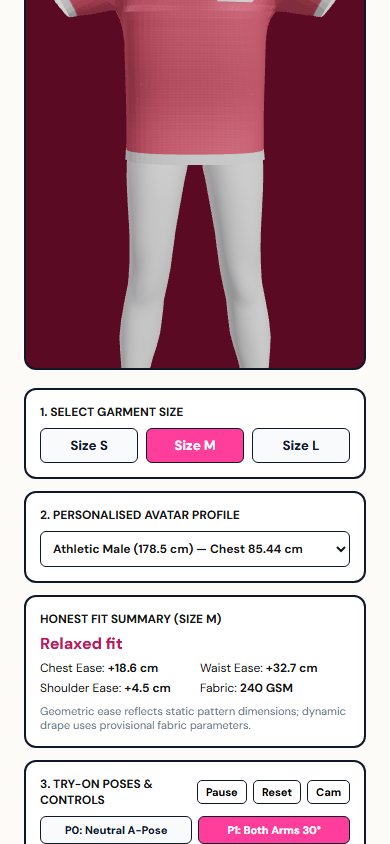 1. SELECT GARMENT SIZE
Size S
Size M
Size L
2. PERSONALISED AVATAR PROFILE
Athletic Male (178.5 cm) — Chest 85.44 cm
HONEST FIT SUMMARY (SIZE M)
Relaxed fit
Chest Ease: +18.6 cm
Waist Ease: +32.7 cm
Shoulder Ease: +4.5 cm
Fabric: 240 GSM
Geometric ease reflects static pattern dimensions; dynamic
drape uses provisional fabric parameters.
3. TRY-ON POSES &
CONTROLS
Pause
Reset
Cam
P0: Neutral A-Pose
P1: Both Arms 30°